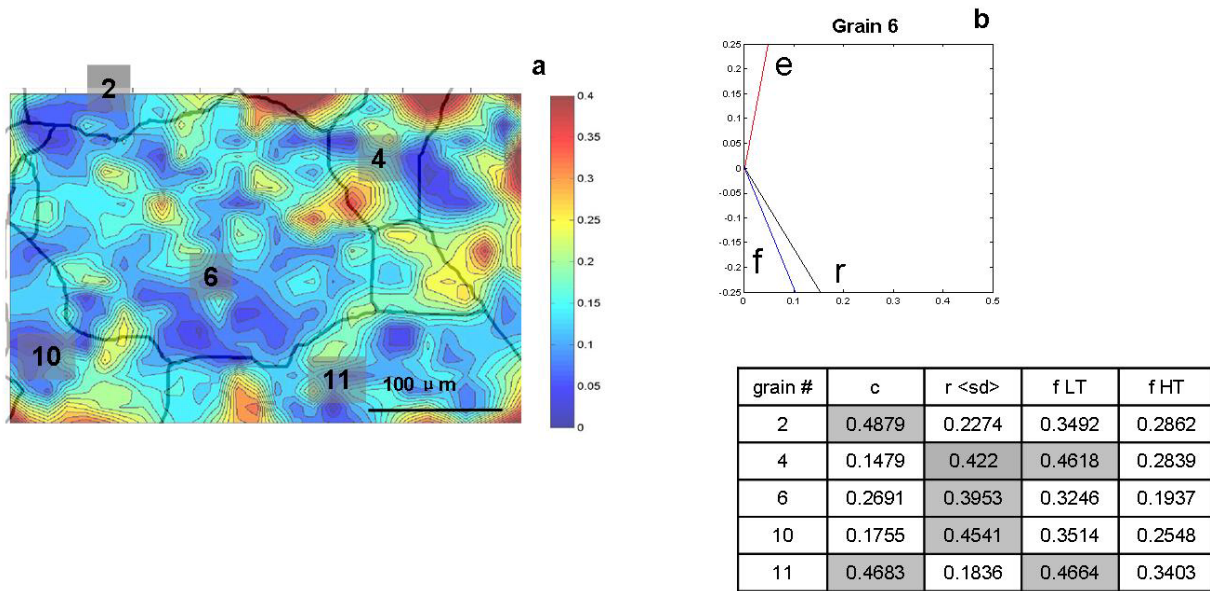 a
2
4
6
10
11
100 μm
0.4
0.35
0.3
0.25
0.2
0.15
0.1
0.05
0
Grain 6
b
0.25
0.2
0.15
0.1
0.05
0
-0.05
-0.1
-0.15
-0.2
-0.25
e
f r
0 0.1 0.2 0.3 0.4 0.5
grain # c r <sd> f LT f HT
2 0.4879 0.2274 0.3492 0.2862
4 0.1479 0.422 0.4618 0.2839
6 0.2691 0.3953 0.3246 0.1937
10 0.1755 0.4541 0.3514 0.2548
11 0.4683 0.1836 0.4664 0.3403